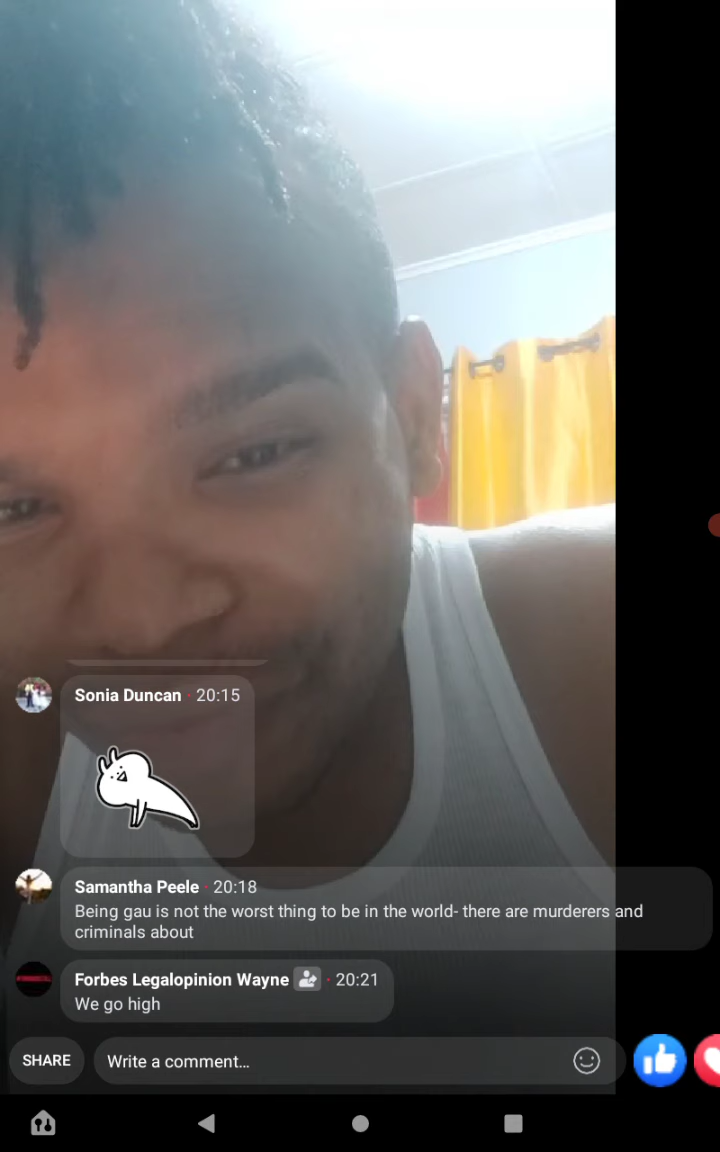 Sonia Duncan · 20:15
Samantha Peele · 20:18
Being gau is not the worst thing to be in the world- there are murderers and
criminals about
Forbes Legalopinion Wayne · 20:21
We go high
SHARE
Write a comment...